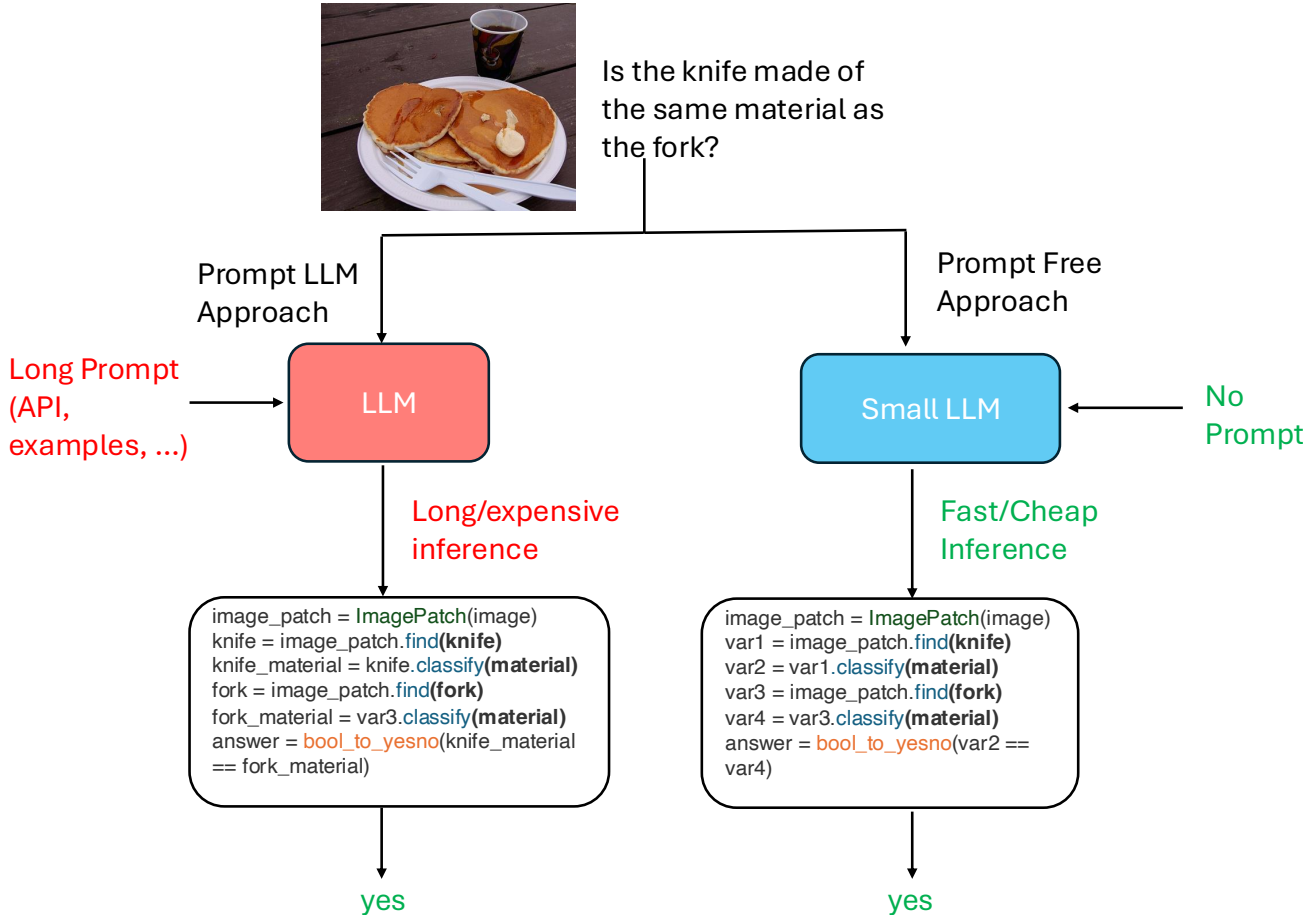 Is the knife made of
the same material as
the fork?
Prompt LLM
Approach
Prompt Free
Approach
Long Prompt
(API,
examples, ...)
LLM
Small LLM
No
Prompt
Long/expensive
inference
Fast/Cheap
Inference
image_patch = ImagePatch(image)
knife = image_patch.find(knife)
knife_material = knife.classify(material)
fork = image_patch.find(fork)
fork_material = var3.classify(material)
answer = bool_to_yesno(knife_material
== fork_material)
image_patch = ImagePatch(image)
var1 = image_patch.find(knife)
var2 = var1.classify(material)
var3 = image_patch.find(fork)
var4 = var3.classify(material)
answer = bool_to_yesno(var2 ==
var4)
yes
yes